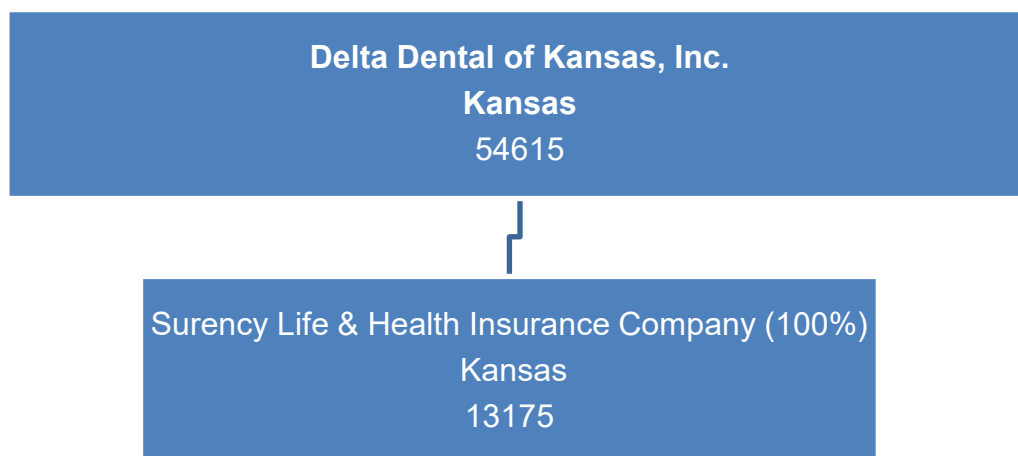 Delta Dental of Kansas, Inc.
Kansas
54615
Surency Life & Health Insurance Company (100%)
Kansas
13175